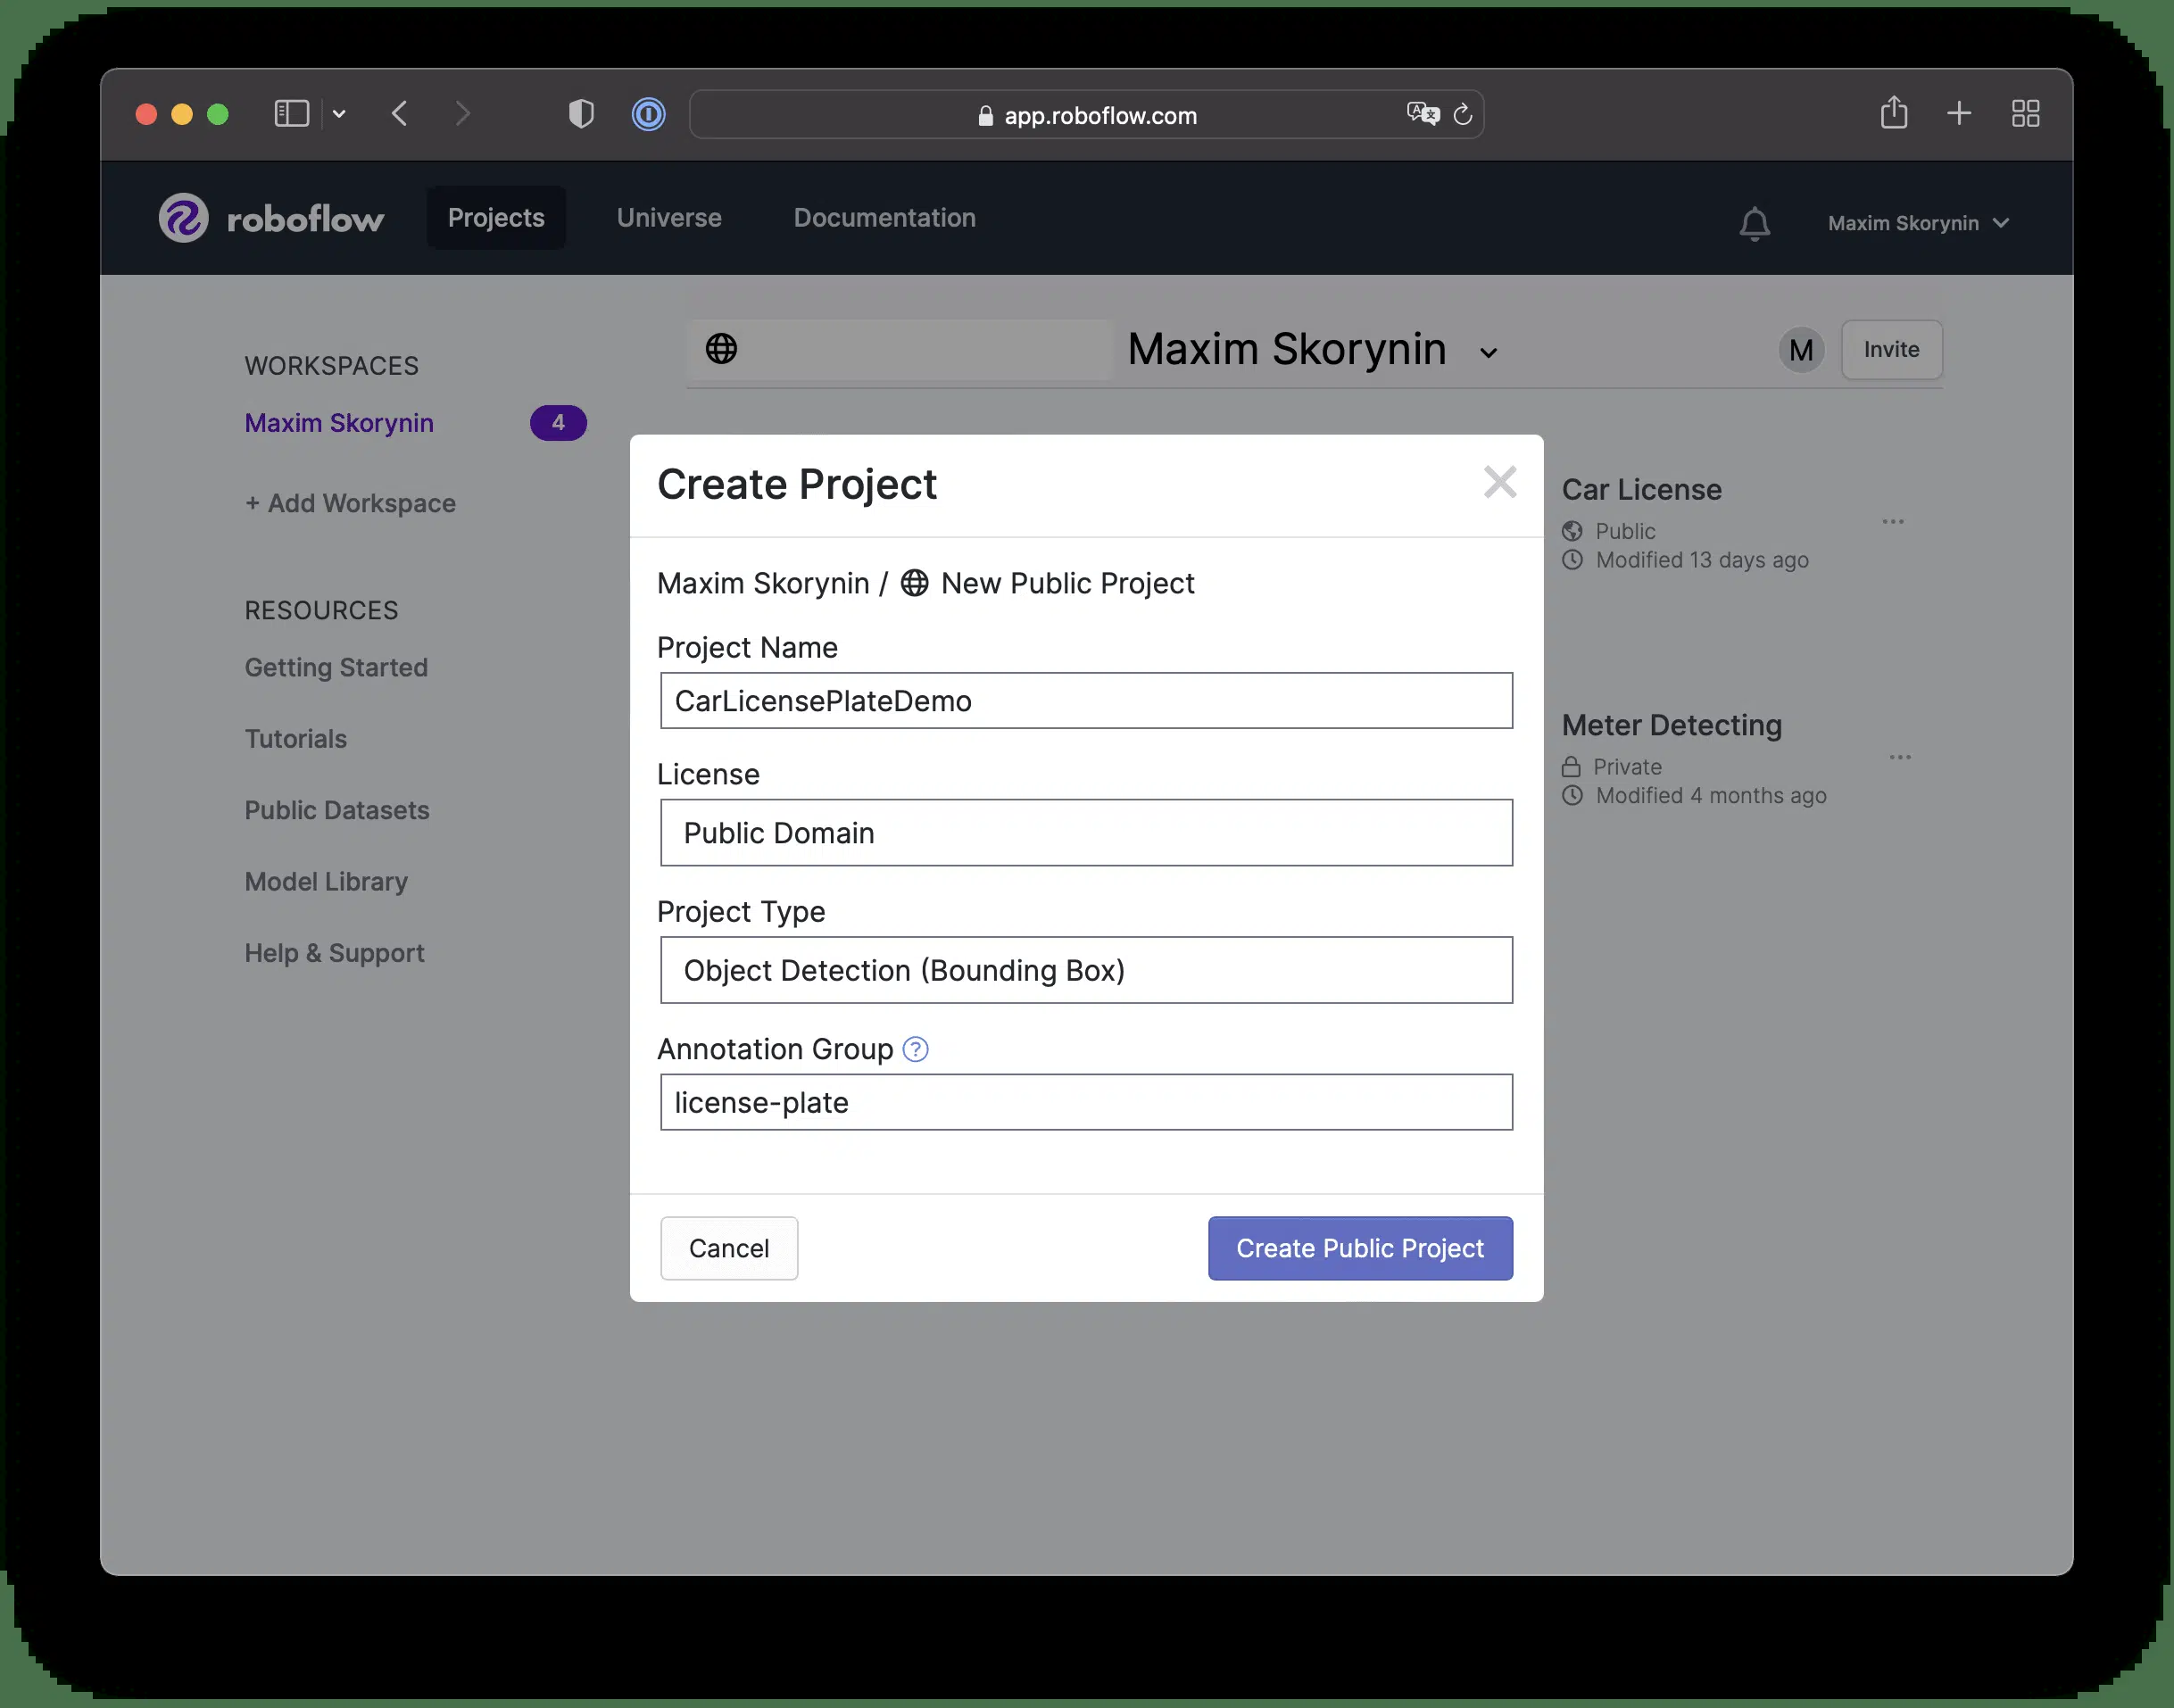 app.roboflow.com
roboflow Projects Universe Documentation Maxim Skorynin
WORKSPACES
Maxim Skorynin 4
+ Add Workspace
RESOURCES
Getting Started
Tutorials
Public Datasets
Model Library
Help & Support
Maxim Skorynin M Invite
Create Project
Maxim Skorynin / New Public Project
Project Name
CarLicensePlateDemo
License
Public Domain
Project Type
Object Detection (Bounding Box)
Annotation Group ?
license-plate
Cancel Create Public Project
Car License
Public
Modified 13 days ago
Meter Detecting
Private
Modified 4 months ago